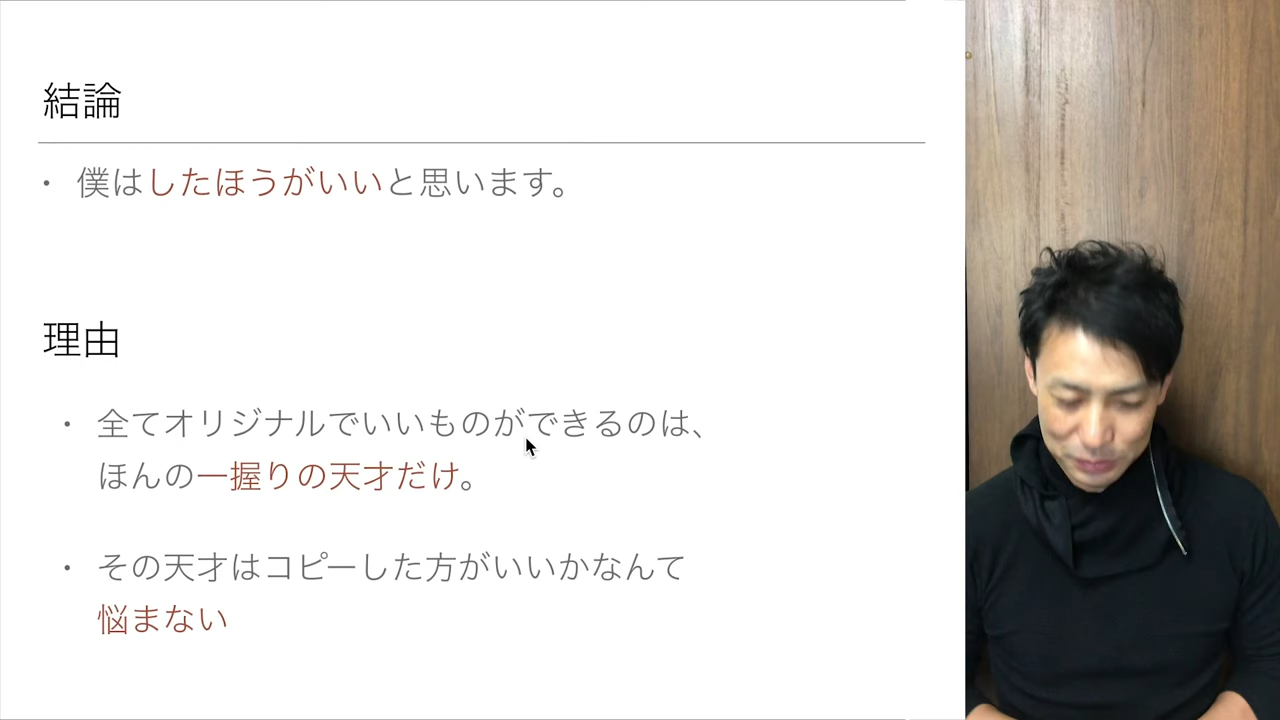 結論
・ 僕はしたほうがいいと思います。
理由
・ 全てオリジナルでいいものができるのは、
ほんの一握りの天才だけ。
・ その天才はコピーした方がいいかなんて
悩まない